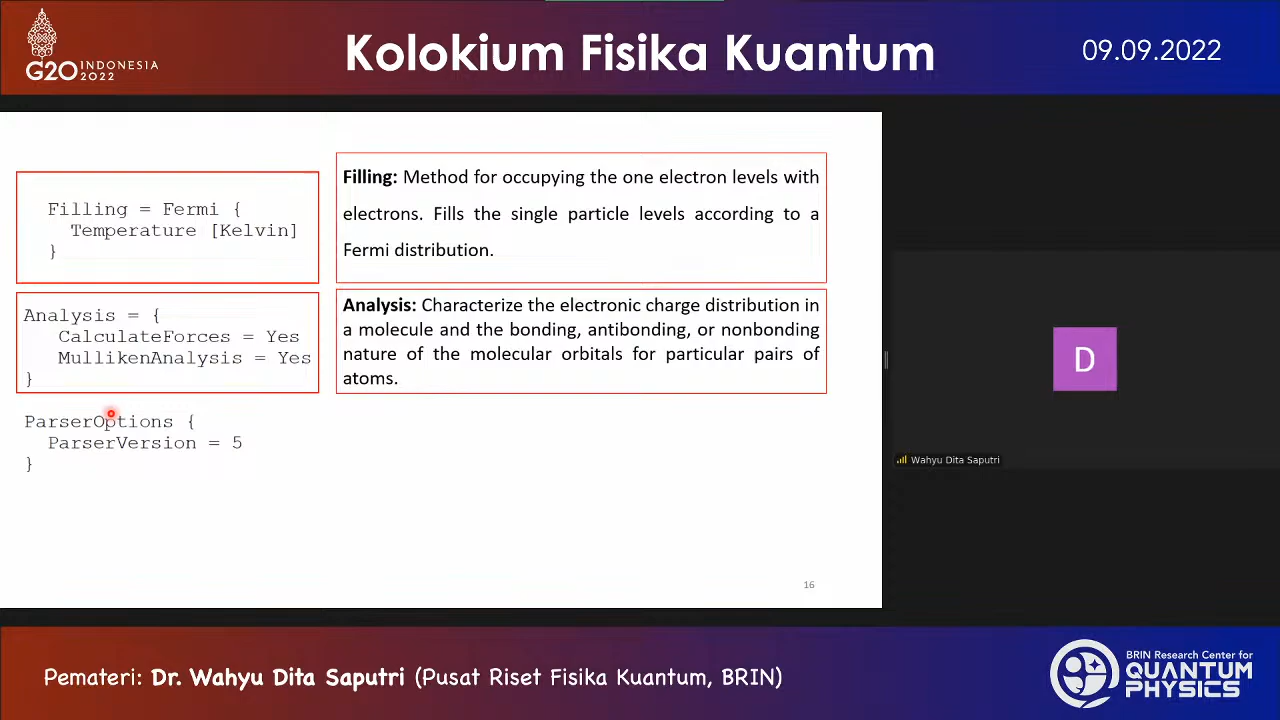 G20 INDONESIA 2022
Kolokium Fisika Kuantum
09.09.2022
Filling = Fermi {
Temperature [Kelvin]
}
Filling: Method for occupying the one electron levels with
electrons. Fills the single particle levels according to a
Fermi distribution.
Analysis = {
CalculateForces = Yes
MullikenAnalysis = Yes
}
Analysis: Characterize the electronic charge distribution in
a molecule and the bonding, antibonding, or nonbonding
nature of the molecular orbitals for particular pairs of
atoms.
ParserOptions {
ParserVersion = 5
}
16
D
Wahyu Dita Saputri
Pemateri: Dr. Wahyu Dita Saputri (Pusat Riset Fisika Kuantum, BRIN)
BRIN Research Center for
QUANTUM
PHYSICS